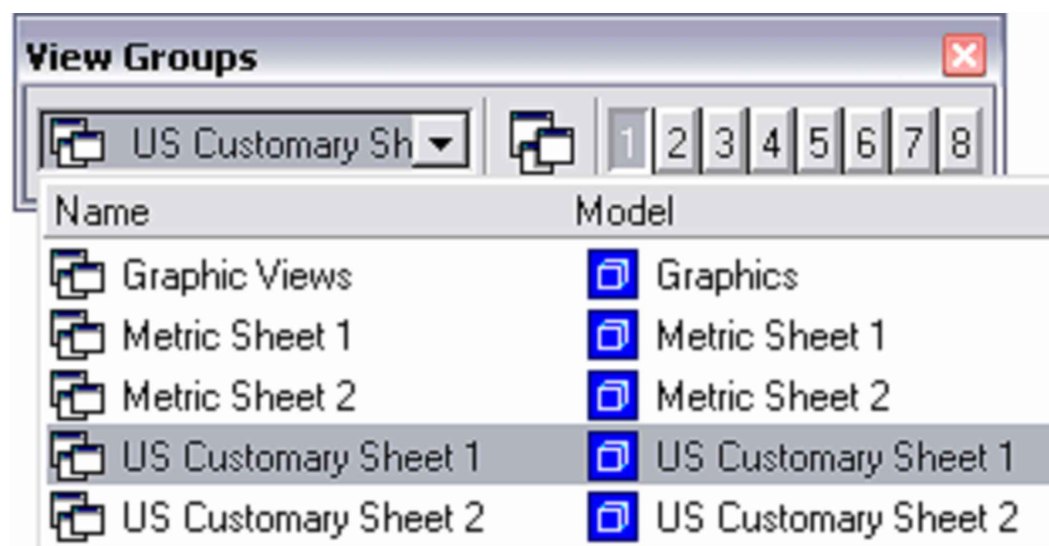 View Groups
US Customary Sh 1 2 3 4 5 6 7 8
Name Model
Graphic Views Graphics
Metric Sheet 1 Metric Sheet 1
Metric Sheet 2 Metric Sheet 2
US Customary Sheet 1 US Customary Sheet 1
US Customary Sheet 2 US Customary Sheet 2